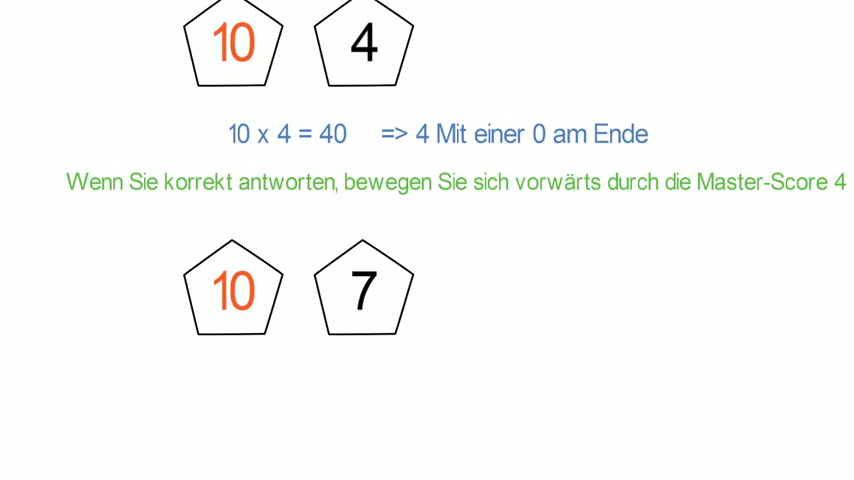 10 4
10 x 4 = 40 => 4 Mit einer 0 am Ende
Wenn Sie korrekt antworten, bewegen Sie sich vorwärts durch die Master-Score 4
10 7